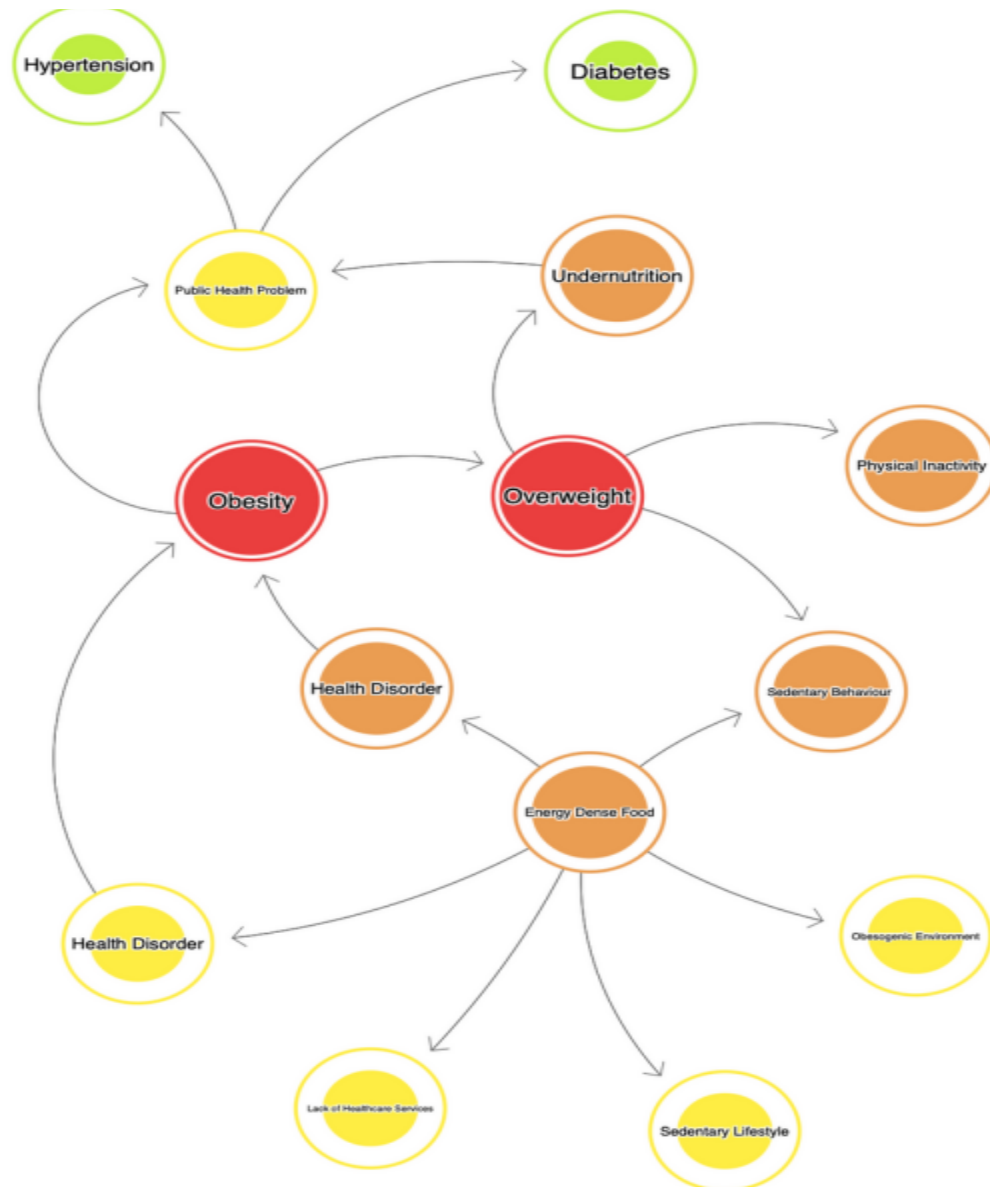 Hypertension
Diabetes
Undernutrition
Public Health Problem
Physical Inactivity
Obesity
Overweight
Health Disorder
Sedentary Behaviour
Energy Dense Food
Health Disorder
Obesogenic Environment
Lack of Healthcare Services
Sedentary Lifestyle